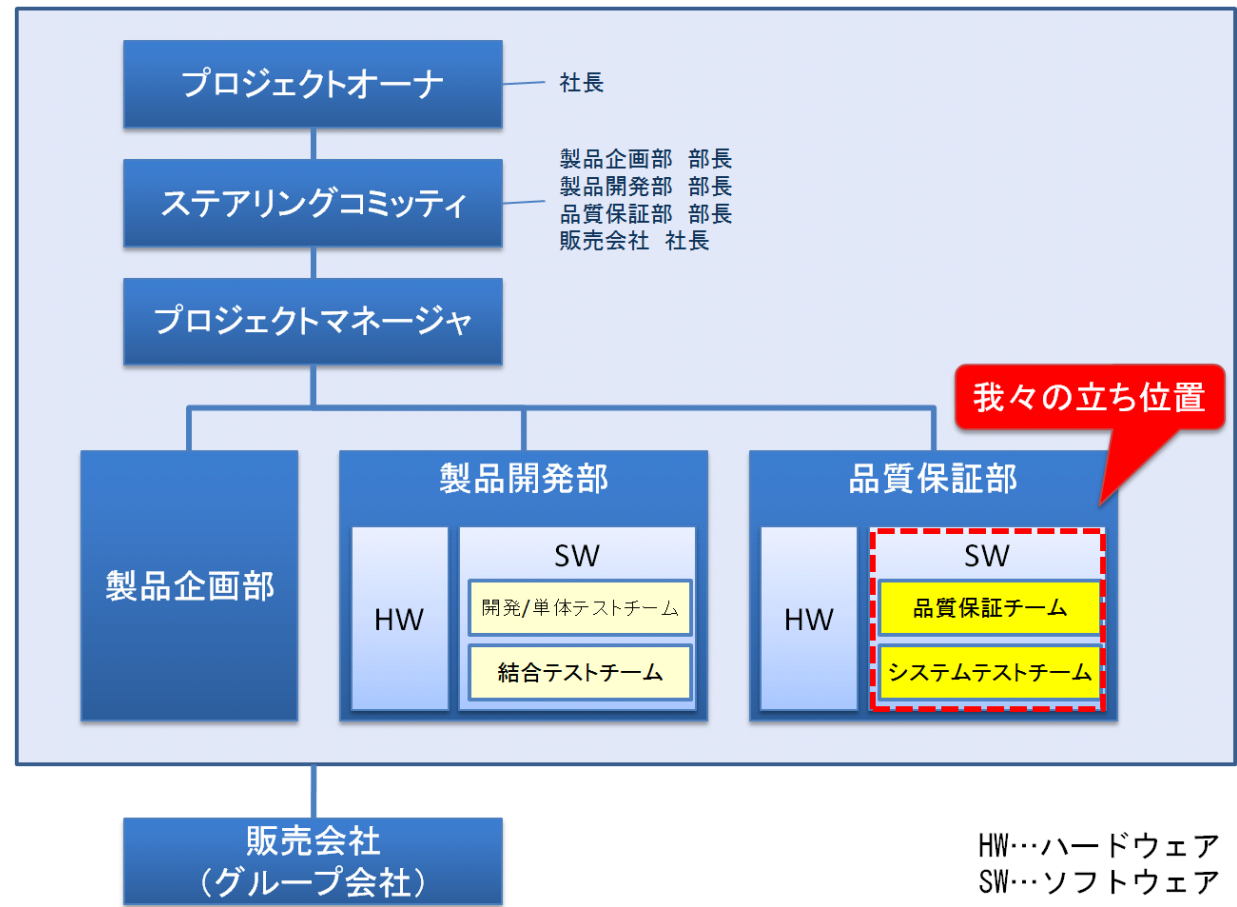 プロジェクトオーナ
社長
ステアリングコミッティ
製品企画部 部長
製品開発部 部長
品質保証部 部長
販売会社 社長
プロジェクトマネージャ
我々の立ち位置
製品企画部
製品開発部
HW
SW
開発/単体テストチーム
結合テストチーム
品質保証部
HW
SW
品質保証チーム
システムテストチーム
販売会社
（グループ会社）
HW…ハードウェア
SW…ソフトウェア